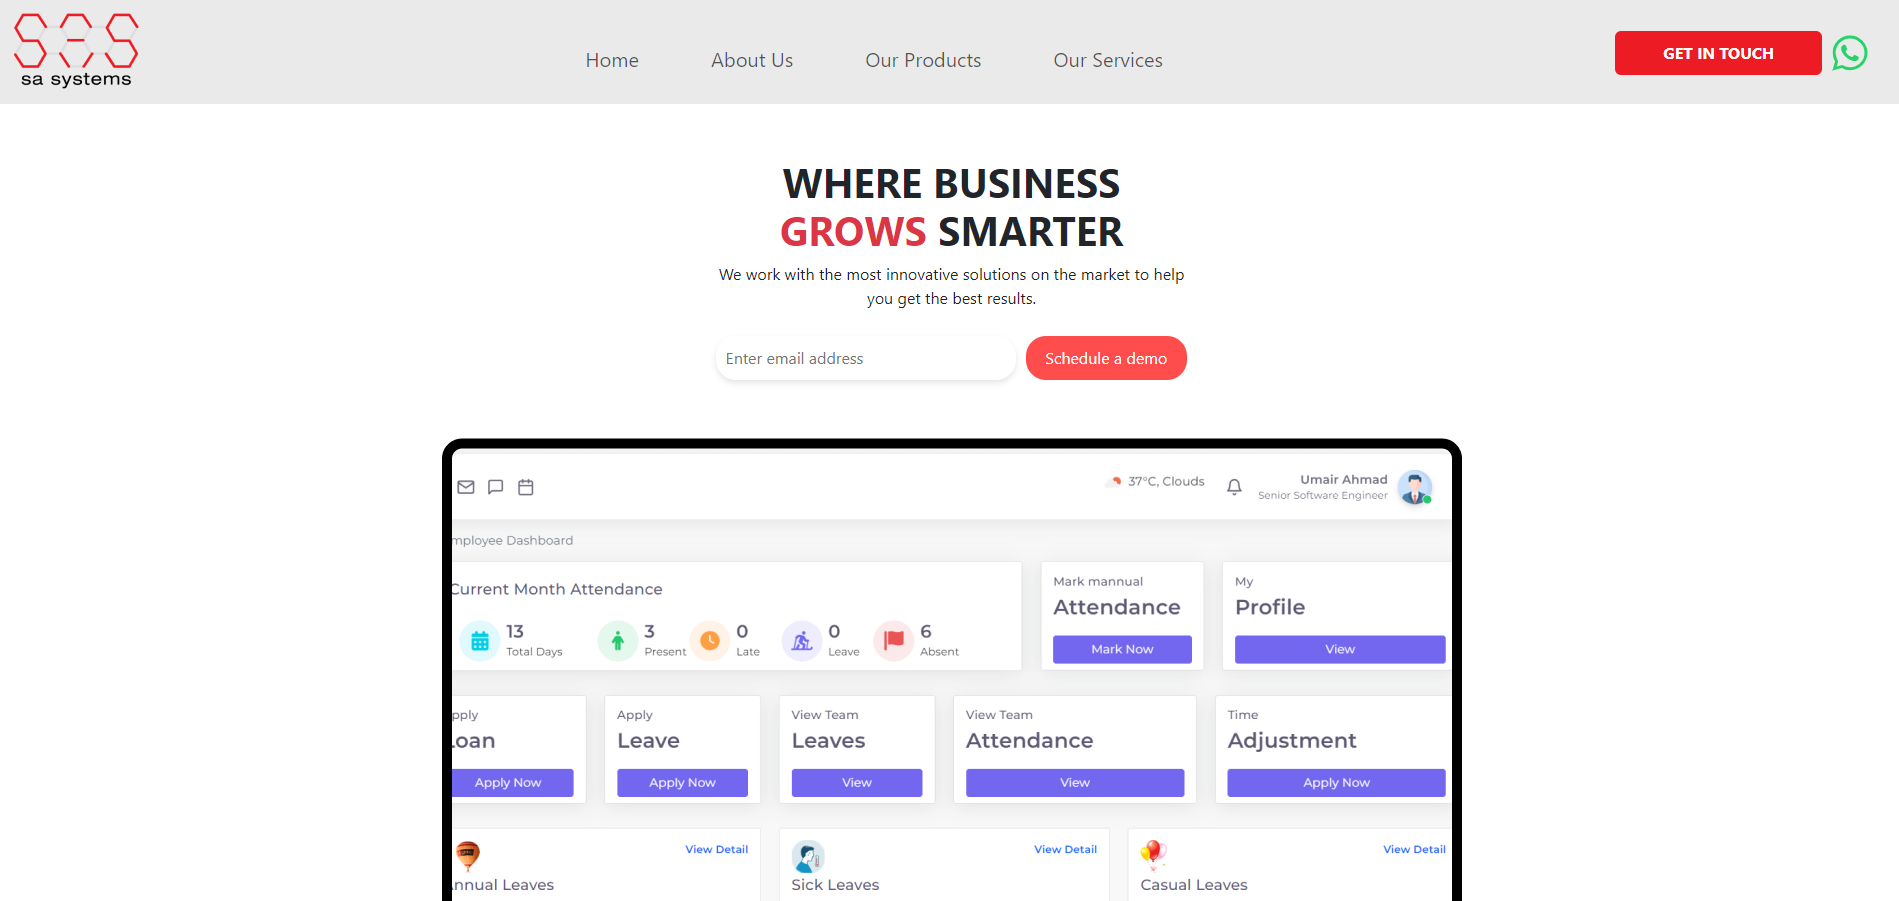 SAS
sa systems
Home
About Us
Our Products
Our Services
GET IN TOUCH
WHERE BUSINESS
GROWS SMARTER
We work with the most innovative solutions on the market to help
you get the best results.
Enter email address
Schedule a demo
37°C, Clouds
Umair Ahmad
Senior Software Engineer
mployee Dashboard
Current Month Attendance
13
Total Days
3
Present
0
Late
0
Leave
6
Absent
Mark mannual
Attendance
Mark Now
My
Profile
View
pply
Loan
Apply Now
Apply
Leave
Apply Now
View Team
Leaves
View
View Team
Attendance
View
Time
Adjustment
Apply Now
View Detail
nnual Leaves
View Detail
Sick Leaves
View Detail
Casual Leaves